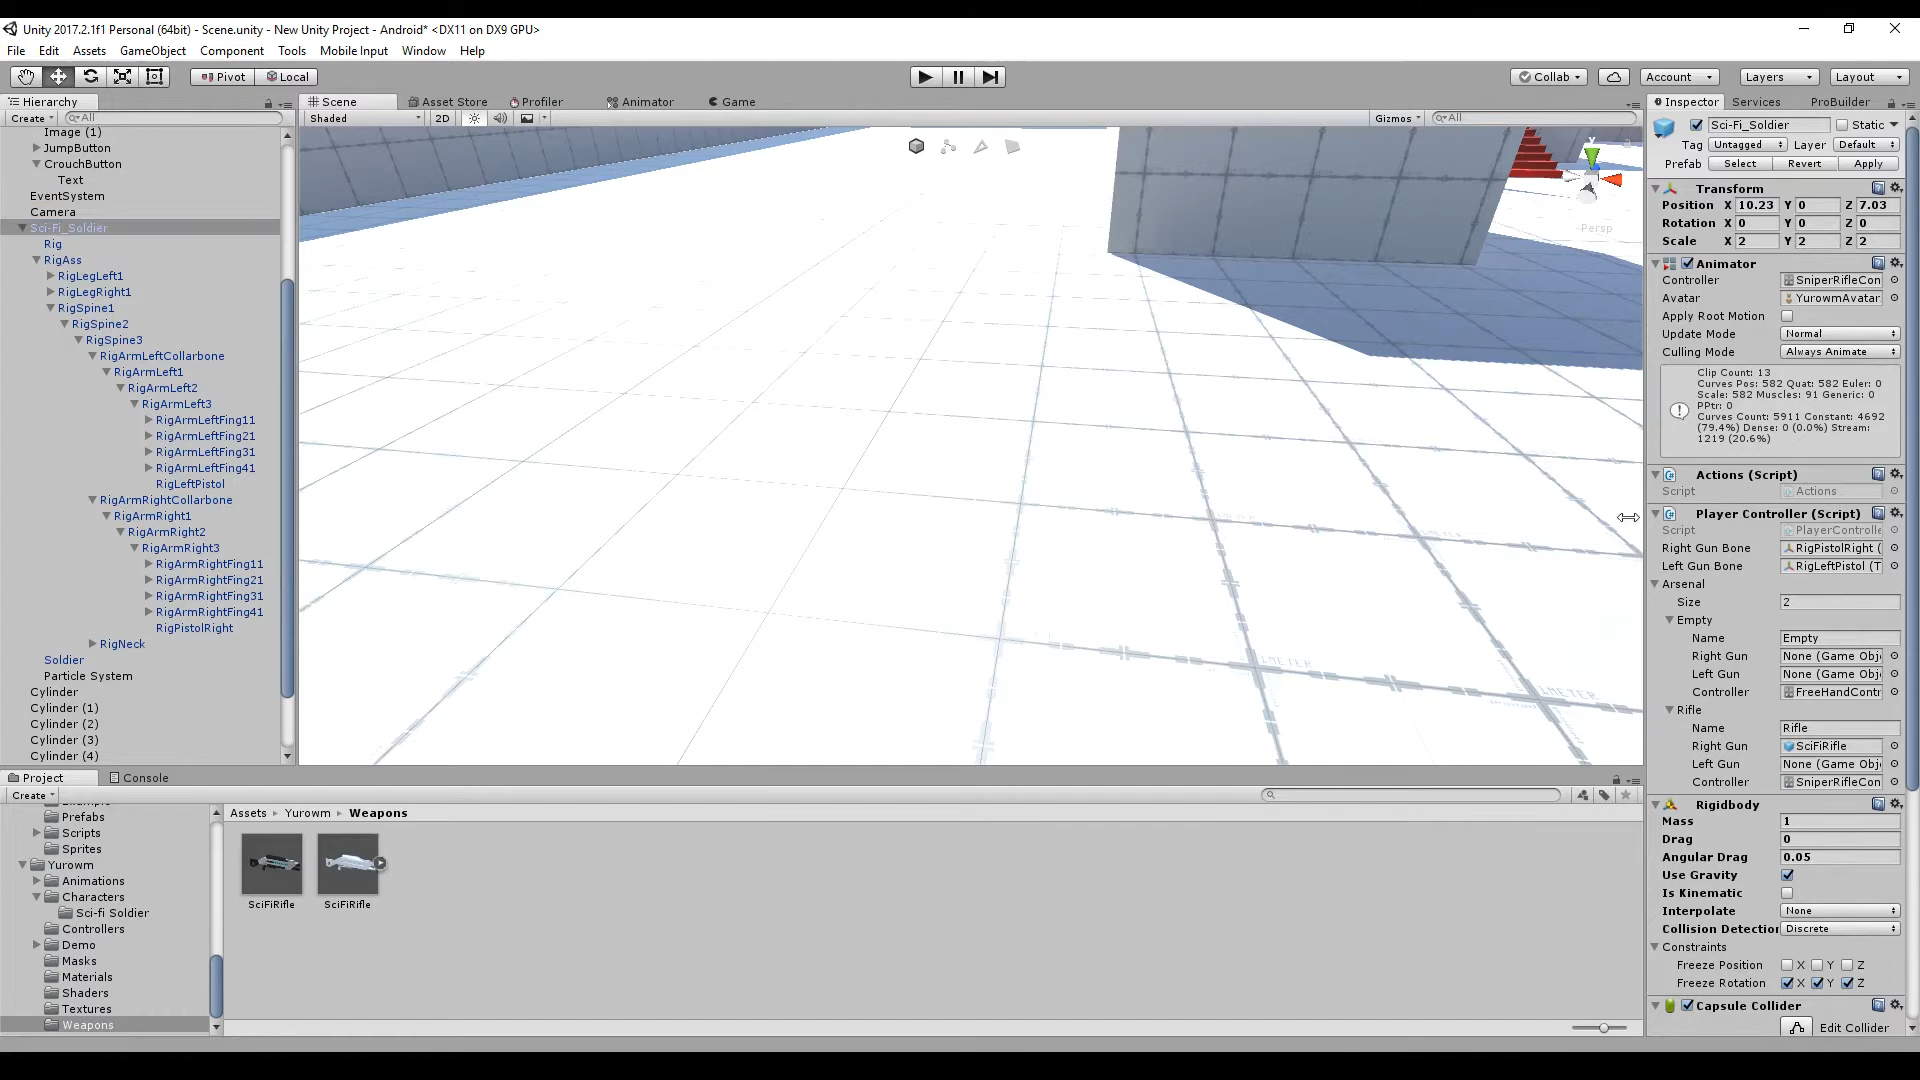 Unity 2017.2.1f1 Personal (64bit) - Scene.unity - New Unity Project - Android* <DX11 on DX9 GPU>
File Edit Assets GameObject Component Tools Mobile Input Window Help
Pivot Local Collab Account Layers Layout
Hierarchy
Create All
Image (1)
JumpButton
CrouchButton
Text
EventSystem
Camera
Sci-Fi_Soldier
Rig
RigAss
RigLegLeft1
RigLegRight1
RigSpine1
RigSpine2
RigSpine3
RigArmLeftCollarbone
RigArmLeft1
RigArmLeft2
RigArmLeft3
RigArmLeftFing11
RigArmLeftFing21
RigArmLeftFing31
RigArmLeftFing41
RigLeftPistol
RigArmRightCollarbone
RigArmRight1
RigArmRight2
RigArmRight3
RigArmRightFing11
RigArmRightFing21
RigArmRightFing31
RigArmRightFing41
RigPistolRight
RigNeck
Soldier
Particle System
Cylinder
Cylinder (1)
Cylinder (2)
Cylinder (3)
Cylinder (4)
Scene Asset Store Profiler Animator Game
Shaded 2D Gizmos All
y
Persp
Inspector Services ProBuilder
Sci-Fi_Soldier Static
Tag Untagged Layer Default
Prefab Select Revert Apply
Transform
Position X 10.23 Y 0 Z 7.03
Rotation X 0 Y 0 Z 0
Scale X 2 Y 2 Z 2
Animator
Controller SniperRifleCon
Avatar YurowmAvatar
Apply Root Motion
Update Mode Normal
Culling Mode Always Animate
Clip Count: 13
Curves Pos: 582 Quat: 582 Euler: 0
Scale: 582 Muscles: 91 Generic: 0
PPtr: 0
Curves Count: 5911 Constant: 4692
(79.4%) Dense: 0 (0.0%) Stream:
1219 (20.6%)
Actions (Script)
Script Actions
Player Controller (Script)
Script PlayerControlle
Right Gun Bone RigPistolRight (
Left Gun Bone RigLeftPistol (T
Arsenal
Size 2
Empty
Name Empty
Right Gun None (Game Obj
Left Gun None (Game Obj
Controller FreeHandContr
Rifle
Name Rifle
Right Gun SciFiRifle
Left Gun None (Game Obj
Controller SniperRifleCon
Rigidbody
Mass 1
Drag 0
Angular Drag 0.05
Use Gravity
Is Kinematic
Interpolate None
Collision Detection Discrete
Constraints
Freeze Position X Y Z
Freeze Rotation X Y Z
Capsule Collider
Edit Collider
Project Console
Create
Prefabs
Scripts
Sprites
Yurowm
Animations
Characters
Sci-fi Soldier
Controllers
Demo
Masks
Materials
Shaders
Textures
Weapons
Assets Yurowm Weapons
SciFiRifle SciFiRifle